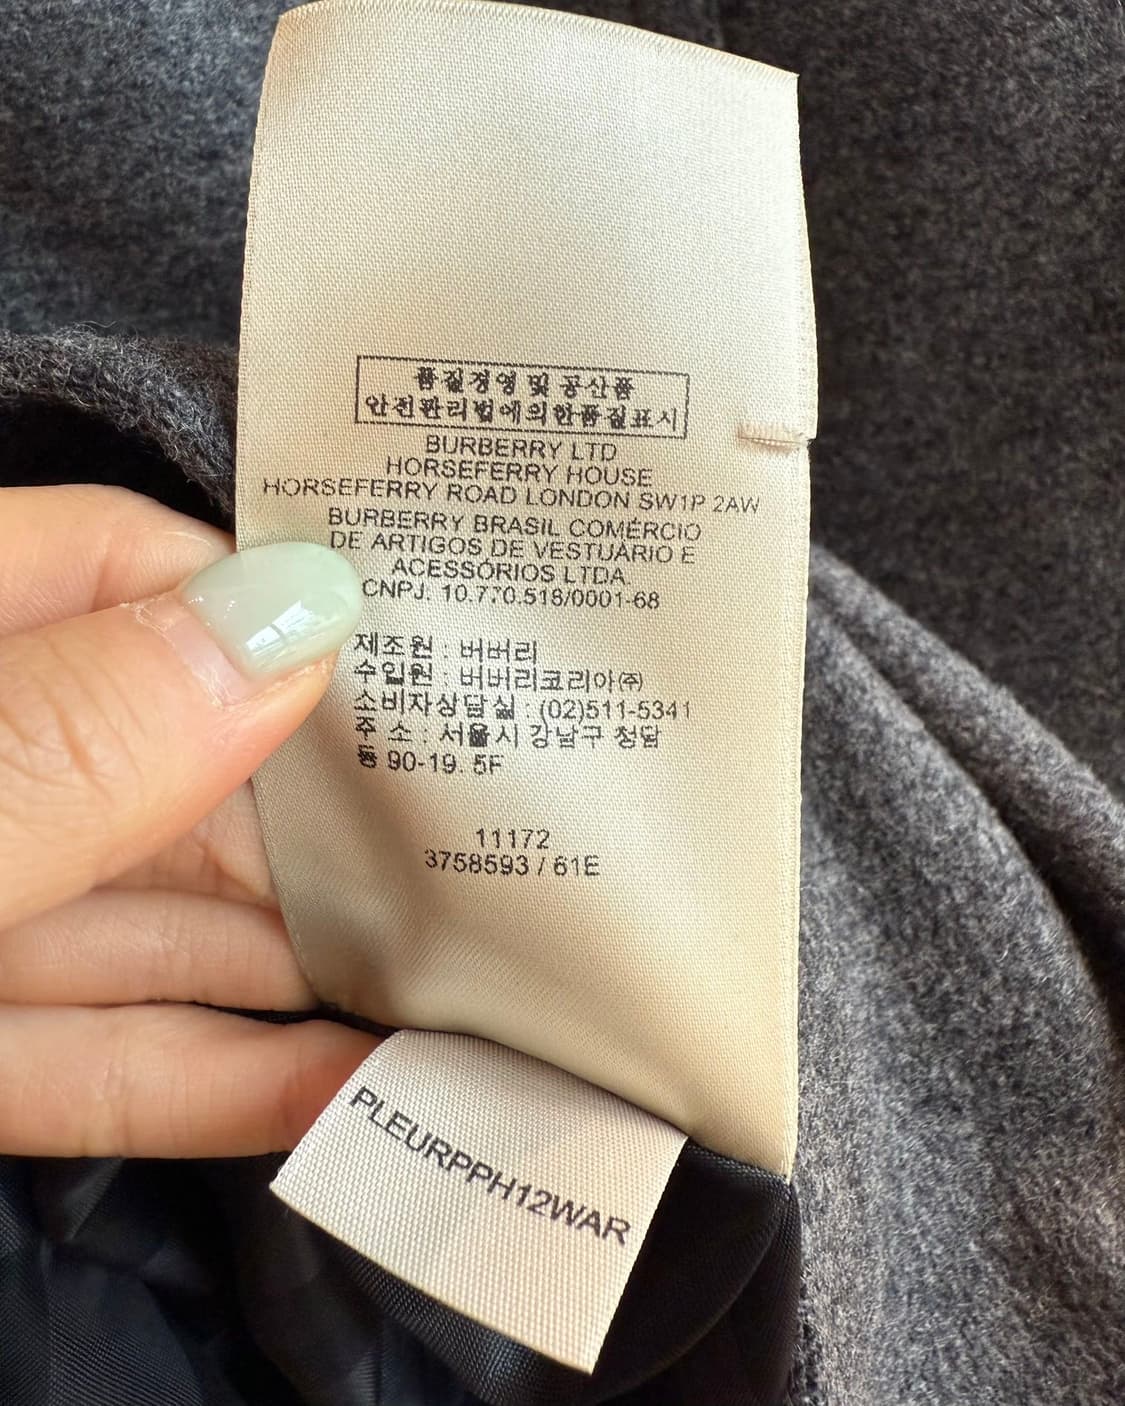 품질경영 및 공산품
안전관리법에의한품질표시
BURBERRY LTD
HORSEFERRY HOUSE
HORSEFERRY ROAD LONDON SW1P 2AW
BURBERRY BRASIL COMÉRCIO
DE ARTIGOS DE VESTUÁRIO E
ACESSÓRIOS LTDA.
CNPJ. 10.770.518/0001-68
제조원 : 버버리
수입원 : 버버리코리아㈜
소비자상담실 : (02)511-5341
주 소 : 서울시 강남구 청담
동 90-19. 5F
11172
3758593 / 61E
PLEURPPH12WAR